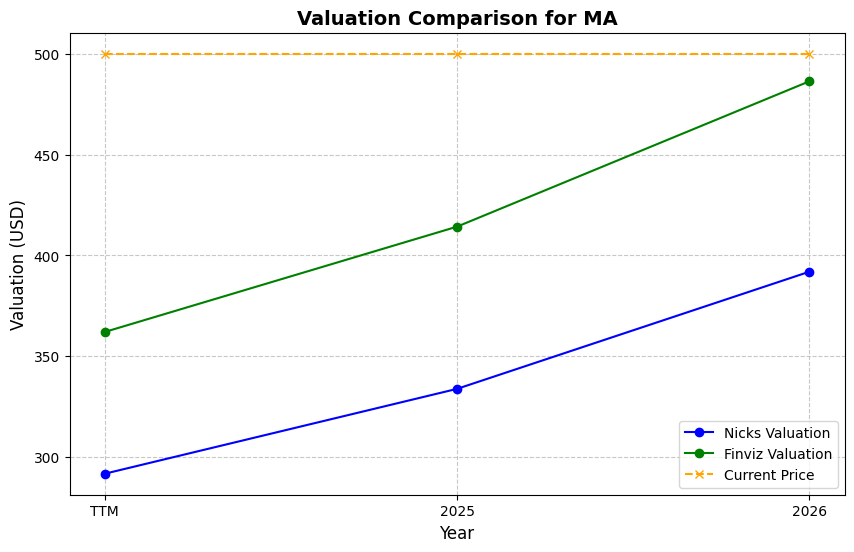 Valuation Comparison for MA
Valuation (USD)
500
450
400
350
300
TTM
2025
2026
Year
Nicks Valuation
Finviz Valuation
Current Price